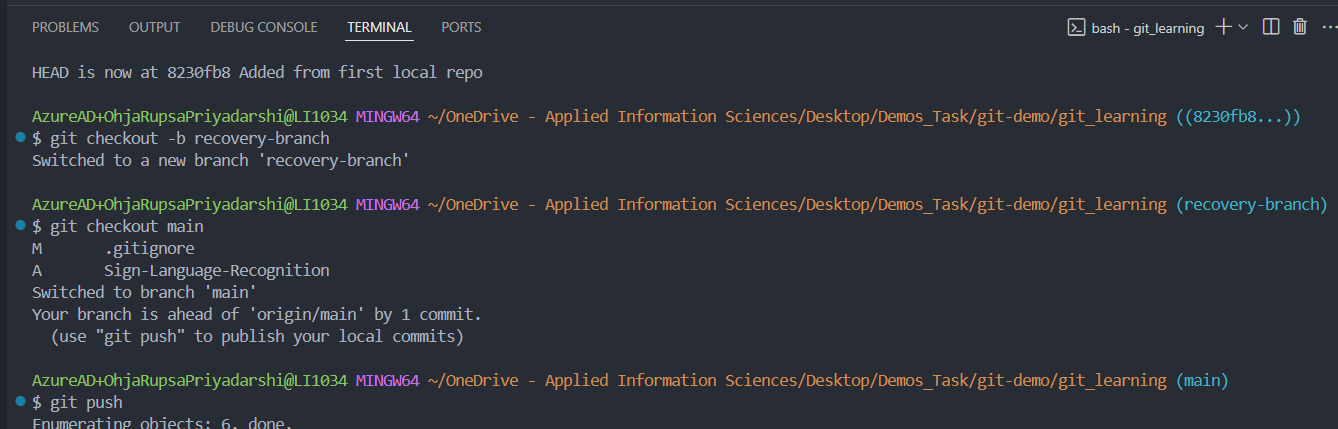 PROBLEMS OUTPUT DEBUG CONSOLE TERMINAL PORTS bash - git_learning
HEAD is now at 8230fb8 Added from first local repo
AzureAD+OhjaRupsaPriyadarshi@LI1034 MINGW64 ~/OneDrive - Applied Information Sciences/Desktop/Demos_Task/git-demo/git_learning ((8230fb8...))
$ git checkout -b recovery-branch
Switched to a new branch 'recovery-branch'
AzureAD+OhjaRupsaPriyadarshi@LI1034 MINGW64 ~/OneDrive - Applied Information Sciences/Desktop/Demos_Task/git-demo/git_learning (recovery-branch)
$ git checkout main
M       .gitignore
A       Sign-Language-Recognition
Switched to branch 'main'
Your branch is ahead of 'origin/main' by 1 commit.
  (use "git push" to publish your local commits)
AzureAD+OhjaRupsaPriyadarshi@LI1034 MINGW64 ~/OneDrive - Applied Information Sciences/Desktop/Demos_Task/git-demo/git_learning (main)
$ git push
Enumerating objects: 6, done.